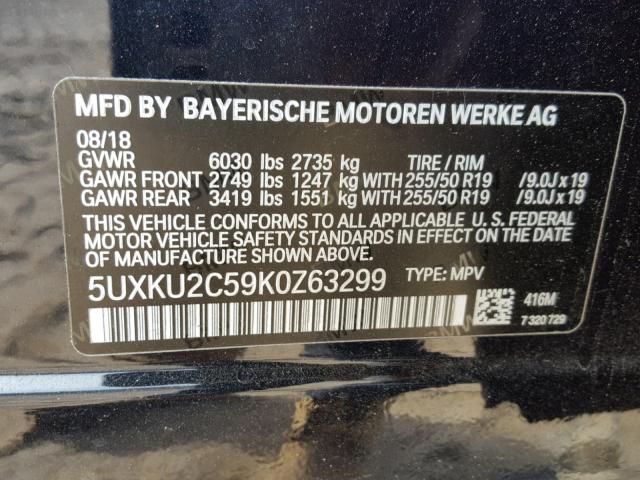 MFD BY BAYERISCHE MOTOREN WERKE AG
08/18
GVWR 6030 lbs 2735 kg TIRE / RIM
GAWR FRONT 2749 lbs 1247 kg WITH 255/50 R19 /9.0J x 19
GAWR REAR 3419 lbs 1551 kg WITH 255/50 R19 /9.0J x 19
THIS VEHICLE CONFORMS TO ALL APPLICABLE U. S. FEDERAL
MOTOR VEHICLE SAFETY STANDARDS IN EFFECT ON THE DATE
OF MANUFACTURE SHOWN ABOVE.
5UXKU2C59K0Z63299 TYPE: MPV
416M
7 320 729